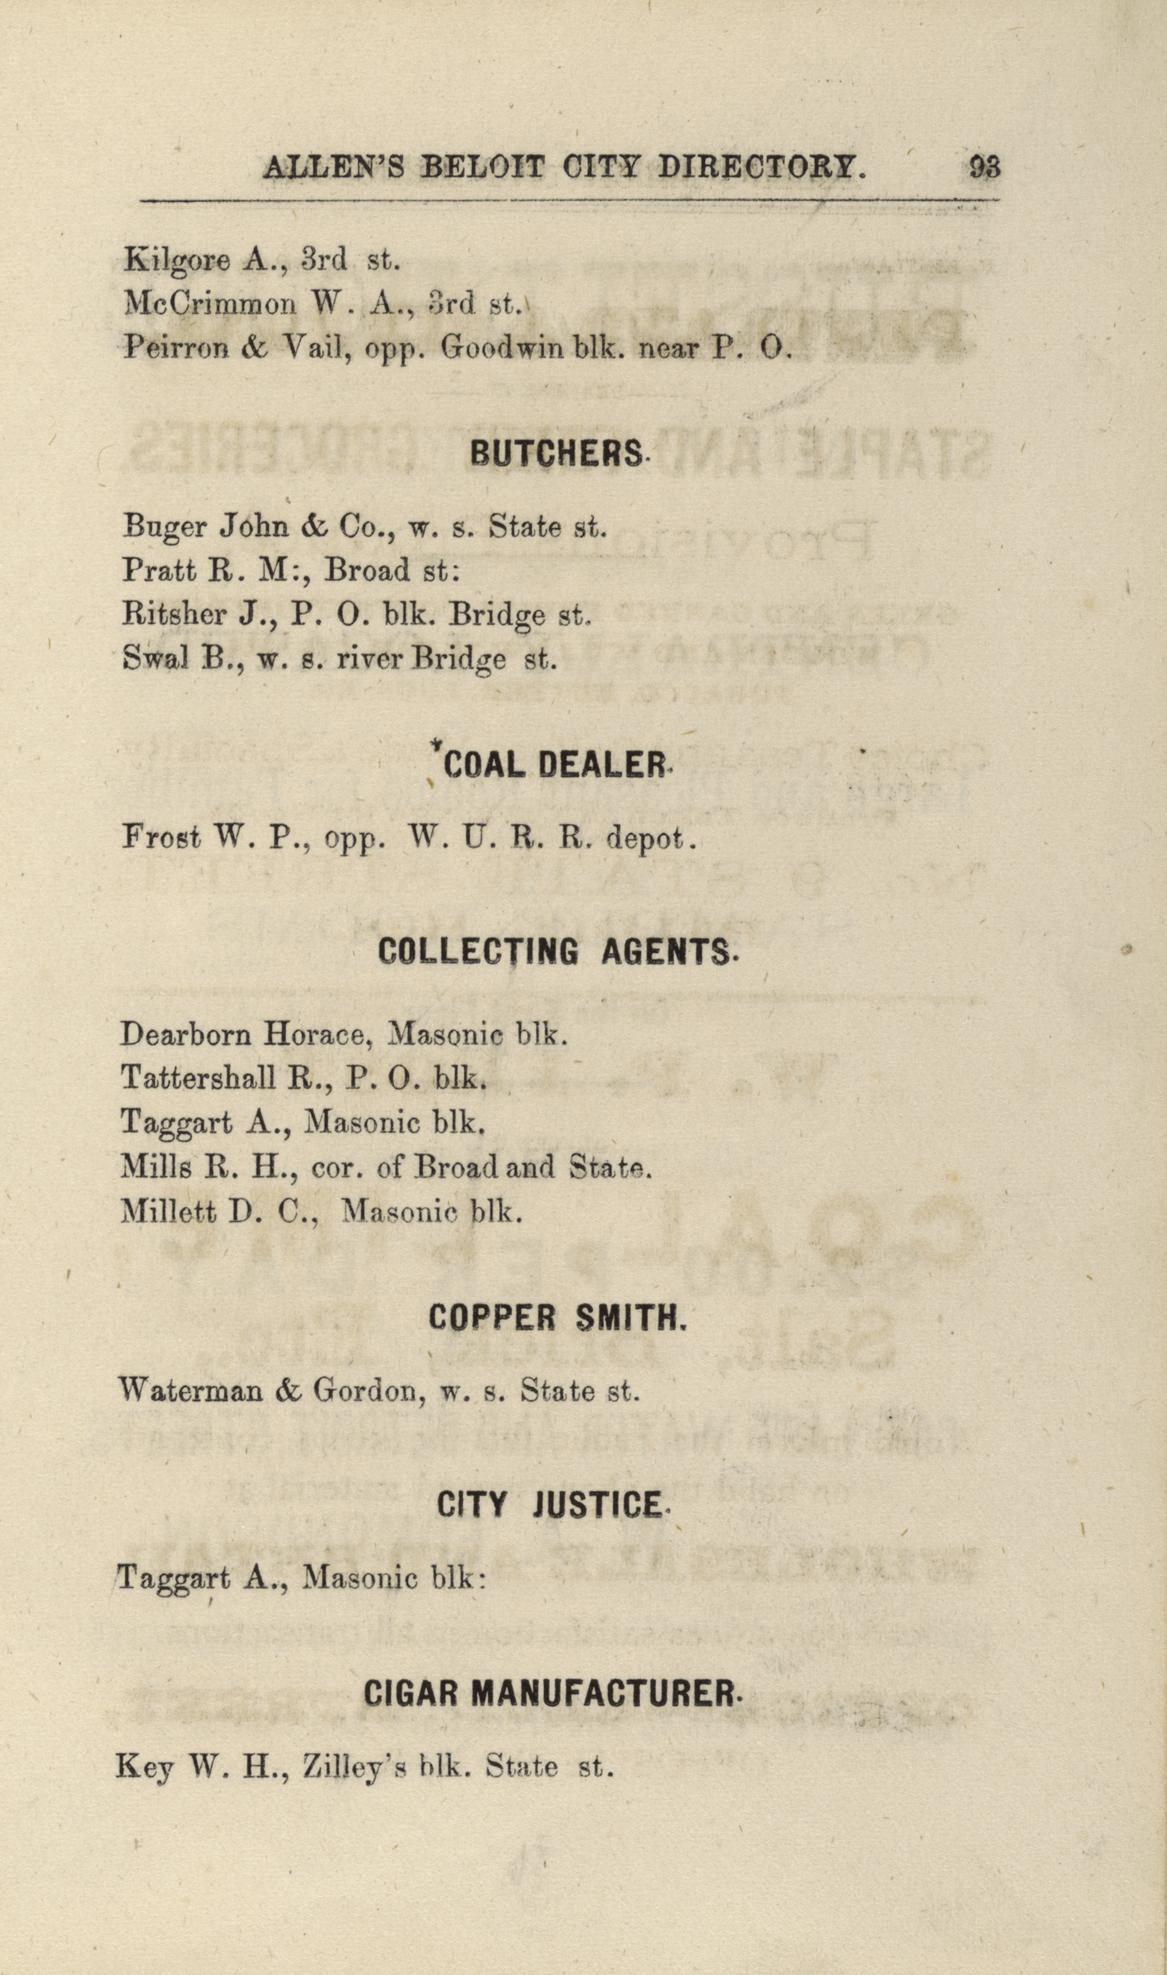 ALLEN'S BELOIT CITY DIRECTORY. 93
Kilgore A., 3rd st.
McCrimmon W. A., 3rd st.
Peirron & Vail, opp. Goodwin blk. near P. O.
BUTCHERS.
Buger John & Co., w. s. State st.
Pratt R. M:, Broad st:
Ritsher J., P. O. blk. Bridge st.
Swal B., w. s. river Bridge st.
COAL DEALER.
Frost W. P., opp. W. U. R. R. depot.
COLLECTING AGENTS.
Dearborn Horace, Masonic blk.
Tattershall R., P. O. blk.
Taggart A., Masonic blk.
Mills R. H., cor. of Broad and State.
Millett D. C., Masonic blk.
COPPER SMITH.
Waterman & Gordon, w. s. State st.
CITY JUSTICE.
Taggart A., Masonic blk:
CIGAR MANUFACTURER.
Key W. H., Zilley's blk. State st.